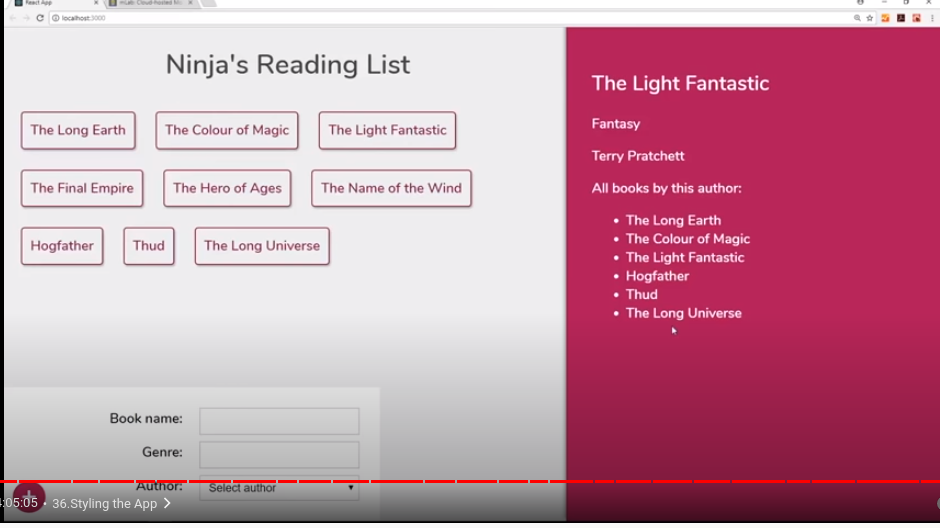 React App
mLab: Cloud-hosted M
localhost:3000
Ninja's Reading List
The Long Earth
The Colour of Magic
The Light Fantastic
The Final Empire
The Hero of Ages
The Name of the Wind
Hogfather
Thud
The Long Universe
Book name:
Genre:
Author:
Select author
The Light Fantastic
Fantasy
Terry Pratchett
All books by this author:
The Long Earth
The Colour of Magic
The Light Fantastic
Hogfather
Thud
The Long Universe
:05:05 • 36.Styling the App